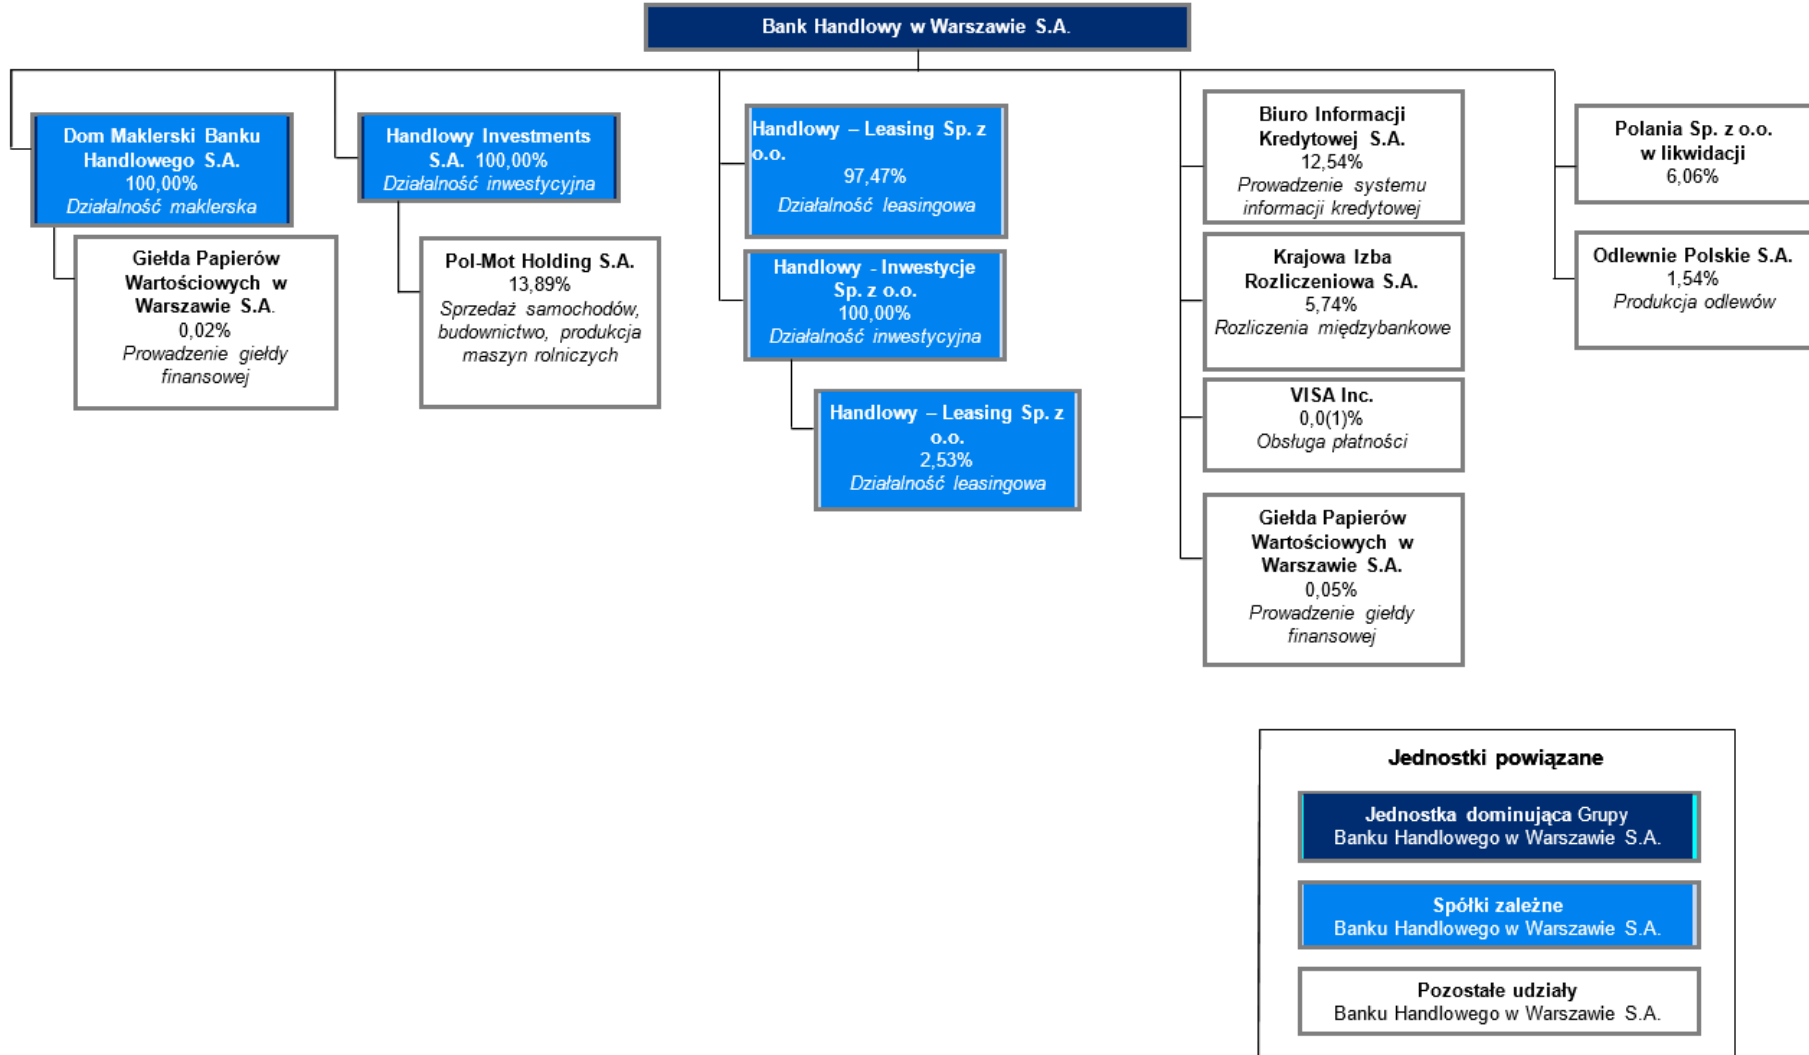 Bank Handlowy w Warszawie S.A.
Dom Maklerski Banku
Handlowego S.A.
100,00%
Działalność maklerska
Giełda Papierów
Wartościowych w
Warszawie S.A.
0,02%
Prowadzenie giełdy
finansowej
Handlowy Investments
S.A. 100,00%
Działalność inwestycyjna
Pol-Mot Holding S.A.
13,89%
Sprzedaż samochodów,
budownictwo, produkcja
maszyn rolniczych
Handlowy – Leasing Sp. z
o.o.
97,47%
Działalność leasingowa
Handlowy - Inwestycje
Sp. z o.o.
100,00%
Działalność inwestycyjna
Handlowy – Leasing Sp. z
o.o.
2,53%
Działalność leasingowa
Biuro Informacji
Kredytowej S.A.
12,54%
Prowadzenie systemu
informacji kredytowej
Krajowa Izba
Rozliczeniowa S.A.
5,74%
Rozliczenia międzybankowe
VISA Inc.
0,0(1)%
Obsługa płatności
Giełda Papierów
Wartościowych w
Warszawie S.A.
0,05%
Prowadzenie giełdy
finansowej
Polania Sp. z o.o.
w likwidacji
6,06%
Odlewnie Polskie S.A.
1,54%
Produkcja odlewów
Jednostki powiązane
Jednostka dominująca Grupy
Banku Handlowego w Warszawie S.A.
Spółki zależne
Banku Handlowego w Warszawie S.A.
Pozostałe udziały
Banku Handlowego w Warszawie S.A.